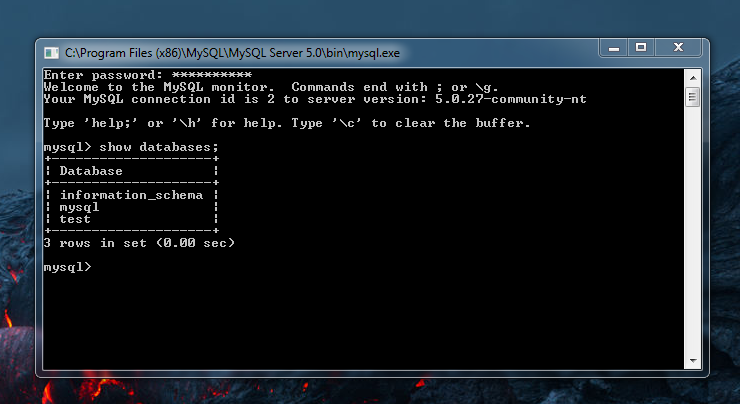 C:\Program Files (x86)\MySQL\MySQL Server 5.0\bin\mysql.exe
Enter password: **********
Welcome to the MySQL monitor.  Commands end with ; or \g.
Your MySQL connection id is 2 to server version: 5.0.27-community-nt
Type 'help;' or '\h' for help. Type '\c' to clear the buffer.
mysql> show databases;
+--------------------+
| Database           |
+--------------------+
| information_schema |
| mysql              |
| test               |
+--------------------+
3 rows in set (0.00 sec)
mysql>